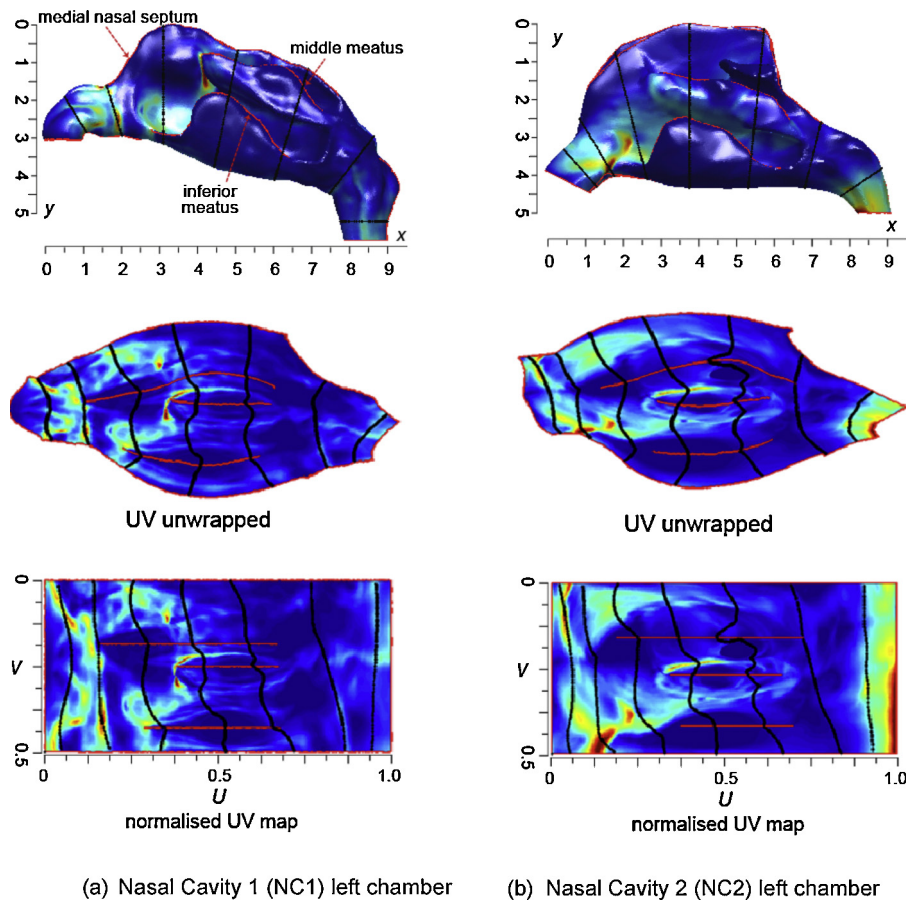 medial nasal septum
middle meatus
inferior
meatus
0
1
2
3
4
5
y
x
0 1 2 3 4 5 6 7 8 9
0
1
2
3
4
5
y
x
0 1 2 3 4 5 6 7 8 9
UV unwrapped
UV unwrapped
0
V
0.5
0 0.5 1.0
U
normalised UV map
0
V
0.5
0 0.5 1.0
U
normalised UV map
(a) Nasal Cavity 1 (NC1) left chamber
(b) Nasal Cavity 2 (NC2) left chamber